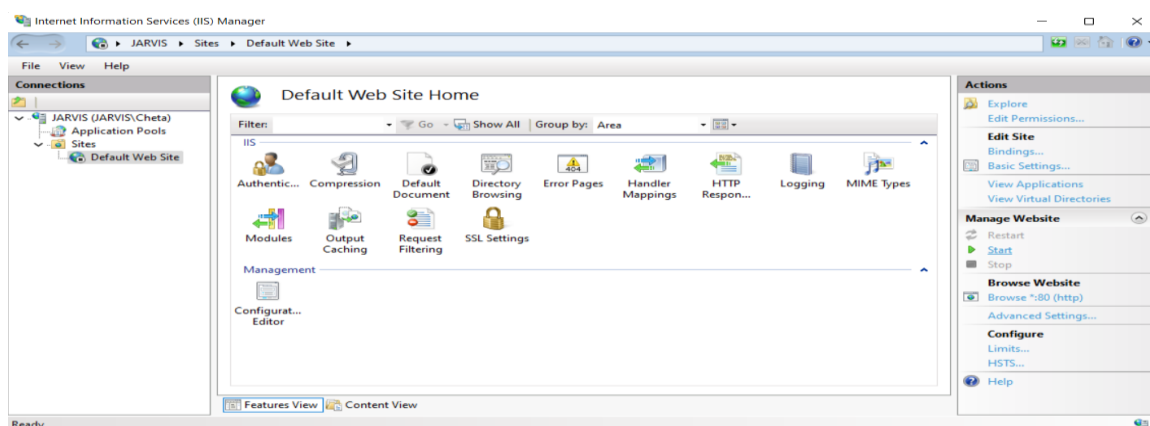 Internet Information Services (IIS) Manager
JARVIS Sites Default Web Site
File View Help
Connections
JARVIS (JARVIS\Cheta)
Application Pools
Sites
Default Web Site
Default Web Site Home
Filter: Go Show All Group by: Area
IIS
Authentic... Compression Default Document Directory Browsing Error Pages Handler Mappings HTTP Respon... Logging MIME Types
Modules Output Caching Request Filtering SSL Settings
Management
Configurat... Editor
Features View Content View
Actions
Explore
Edit Permissions...
Edit Site
Bindings...
Basic Settings...
View Applications
View Virtual Directories
Manage Website
Restart
Start
Stop
Browse Website
Browse *:80 (http)
Advanced Settings...
Configure
Limits...
HSTS...
Help
Ready